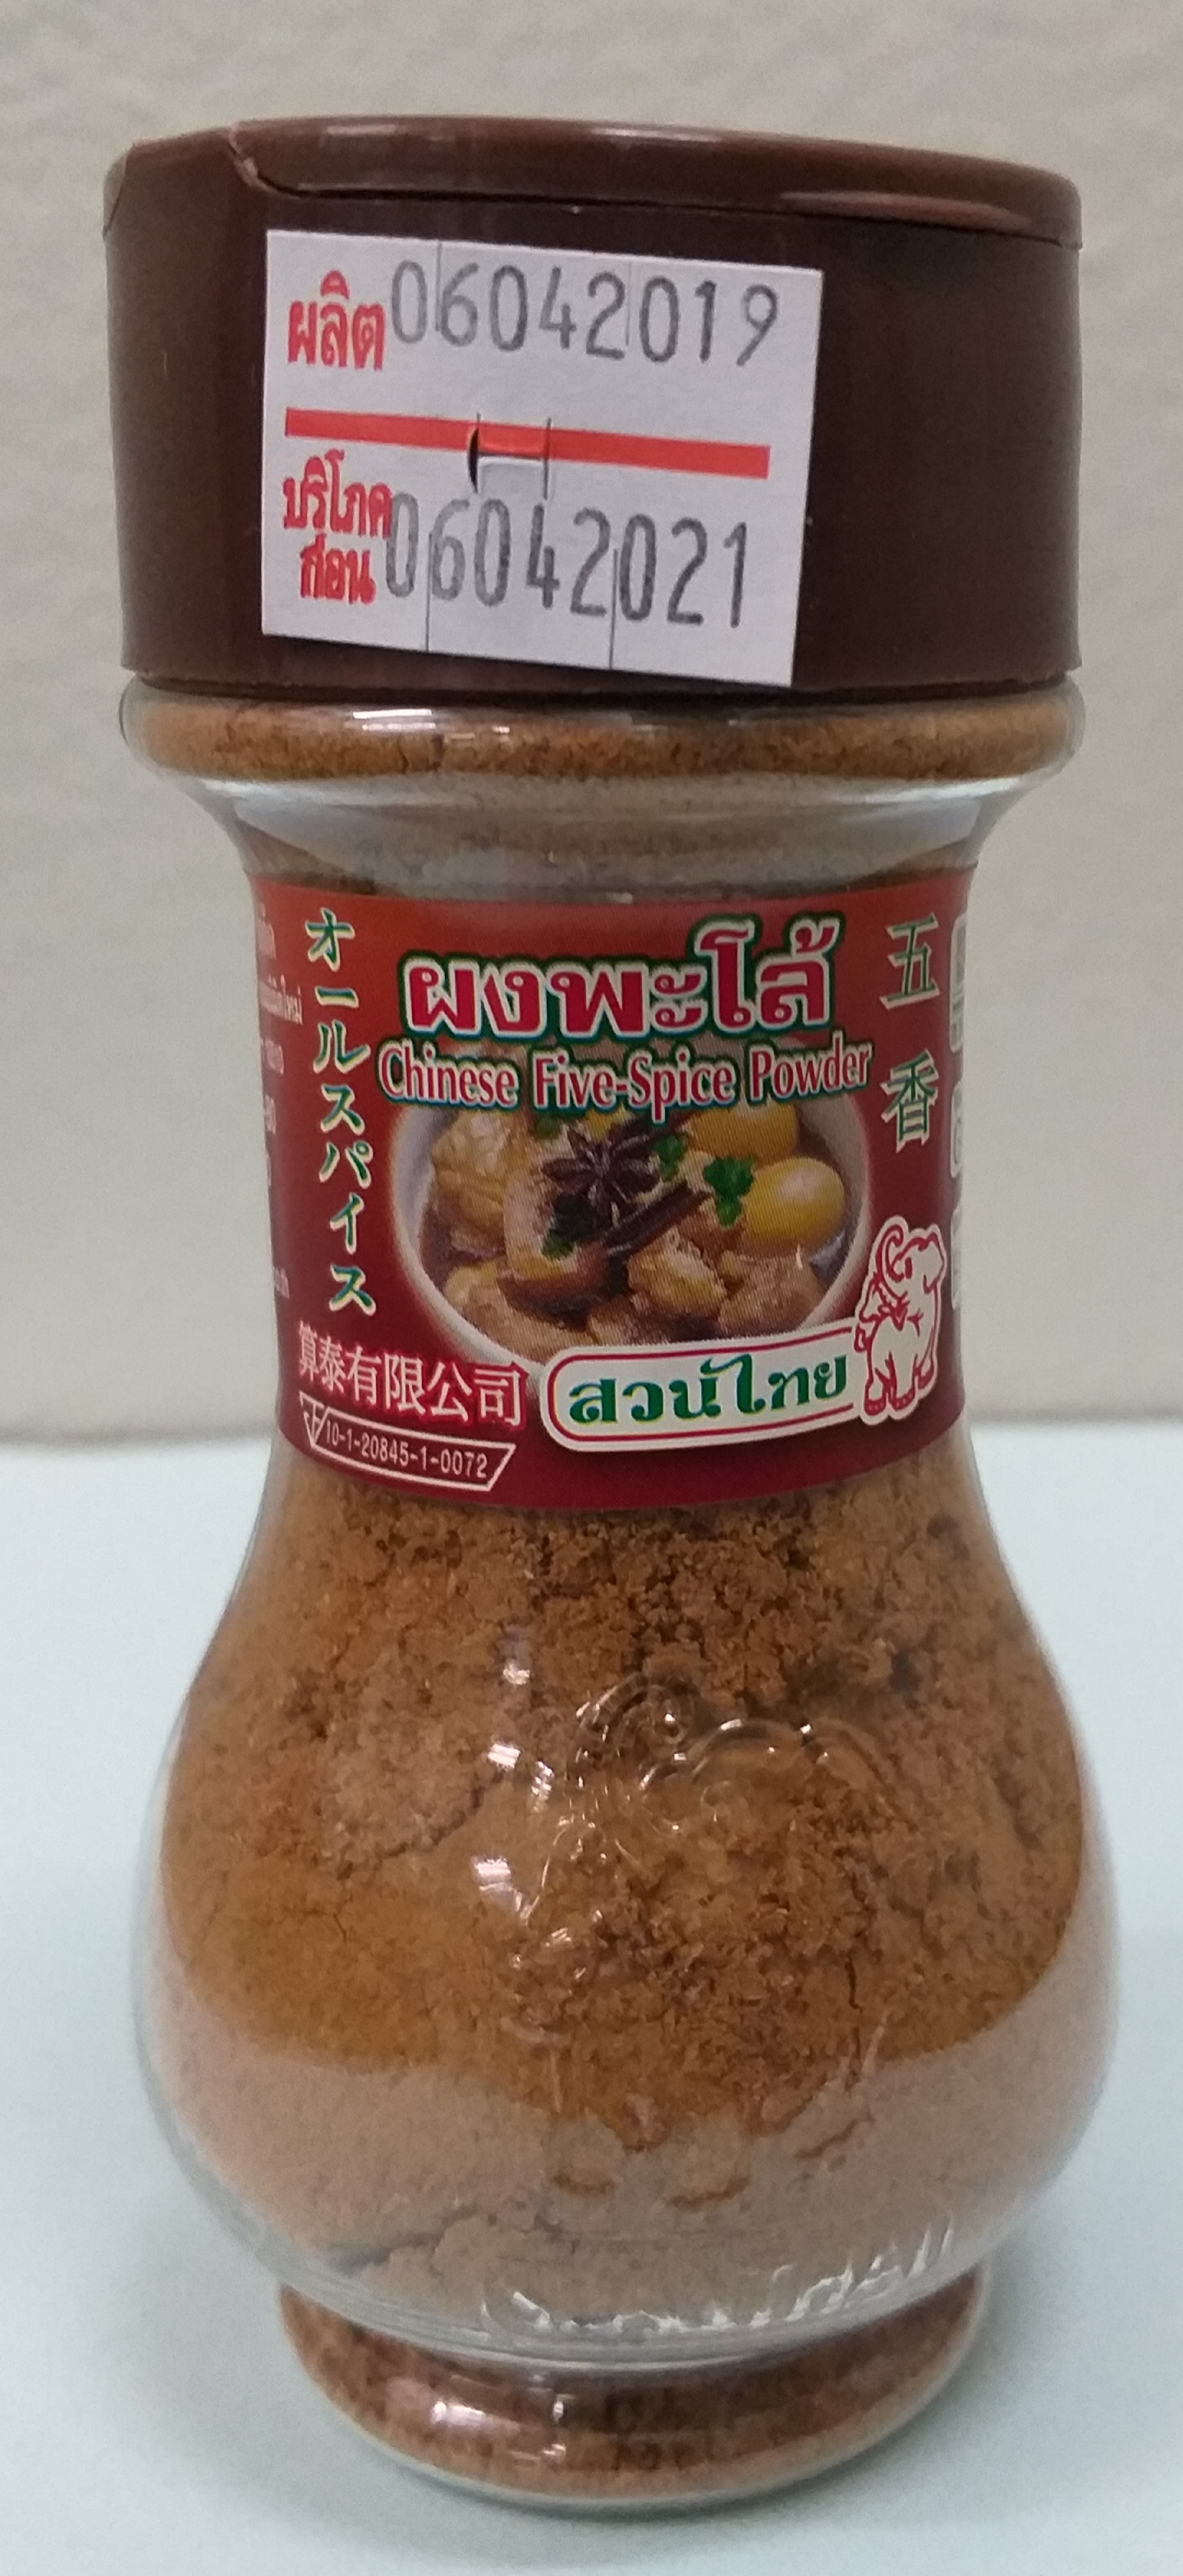 ผลิต 06042019
บริโภค
ก่อน 06042021
オールスパイス
ผงพะโล้
Chinese Five-Spice Powder
五香
算泰有限公司
สวนไทย
10-1-20845-1-0072